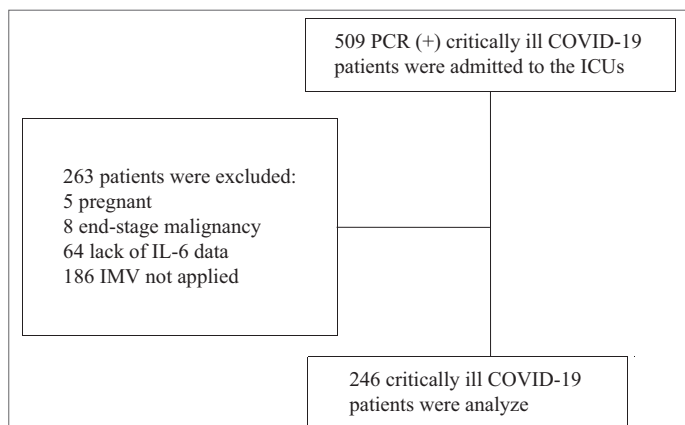 509 PCR (+) critically ill COVID-19
patients were admitted to the ICUs
263 patients were excluded:
5 pregnant
8 end-stage malignancy
64 lack of IL-6 data
186 IMV not applied
246 critically ill COVID-19
patients were analyze